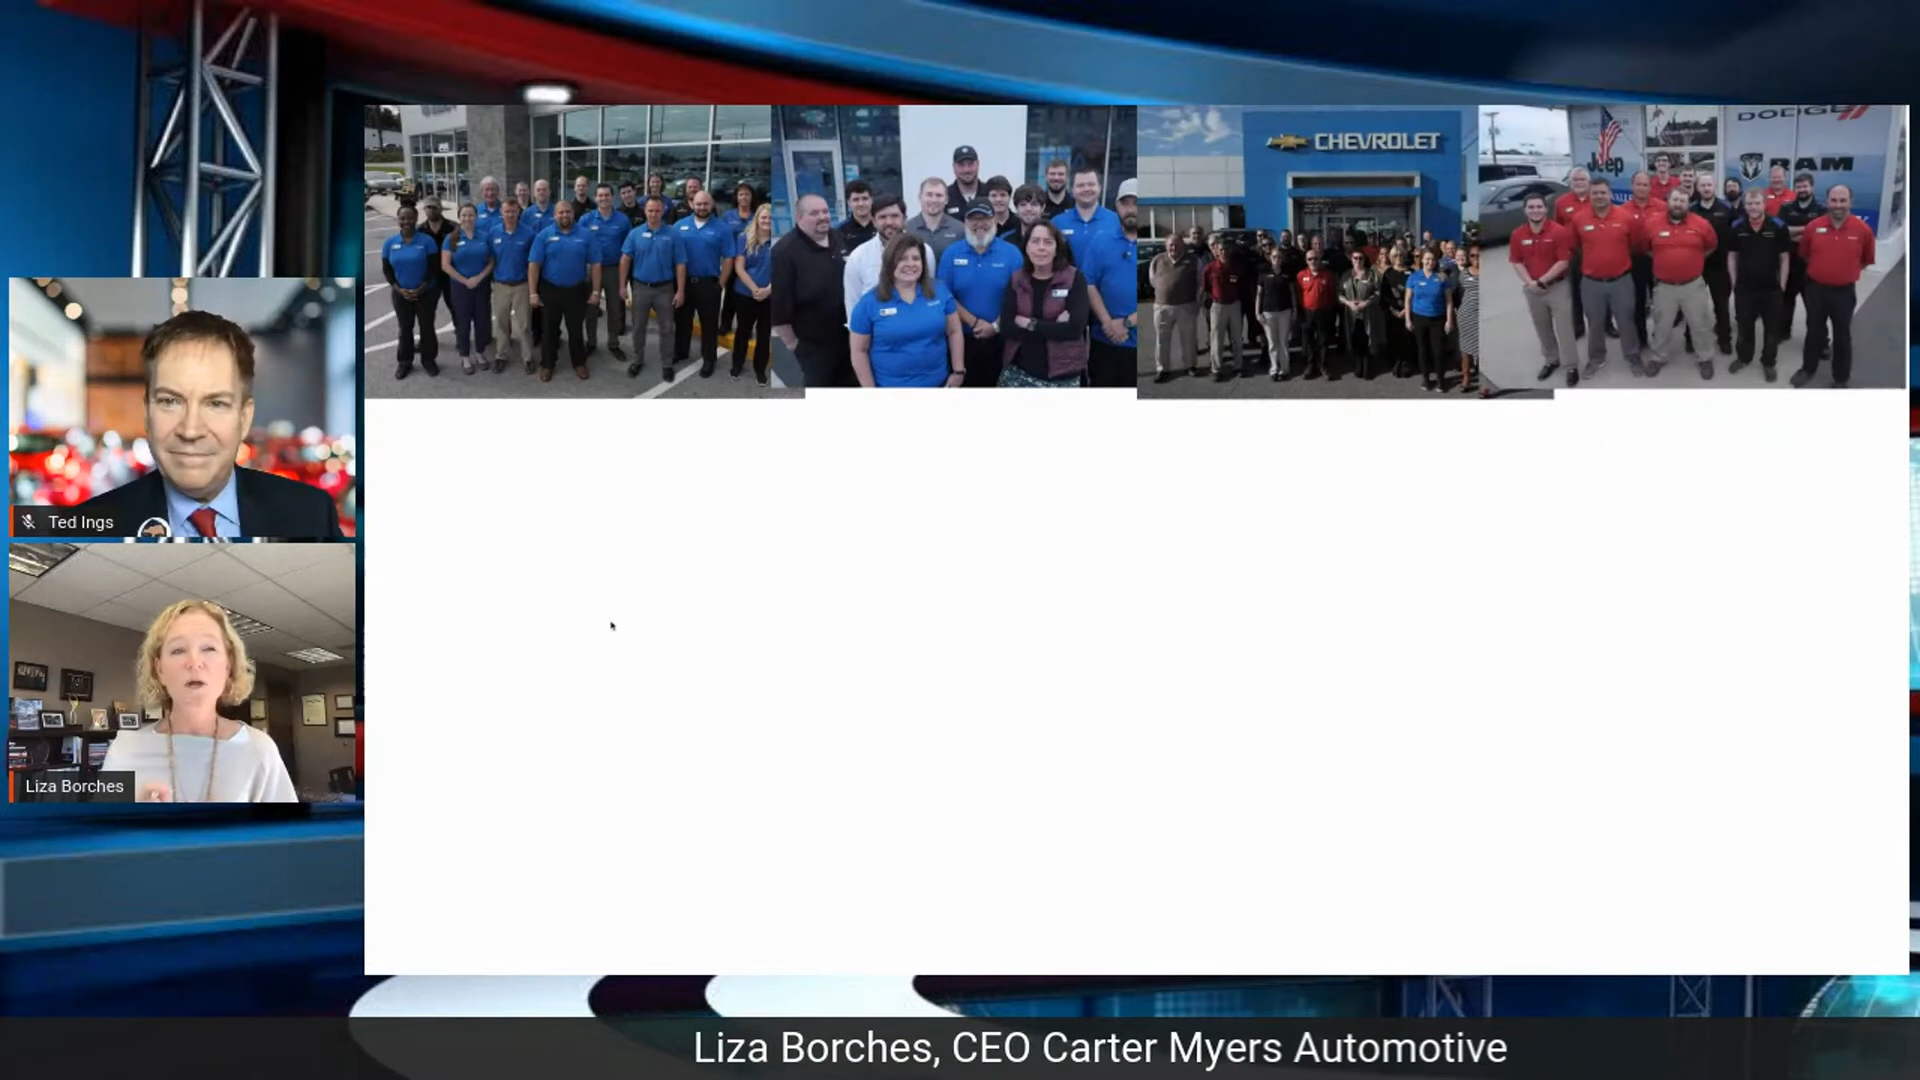 CHEVROLET
DODGE
Jeep
RAM
Ted Ings
Liza Borches
Liza Borches, CEO Carter Myers Automotive